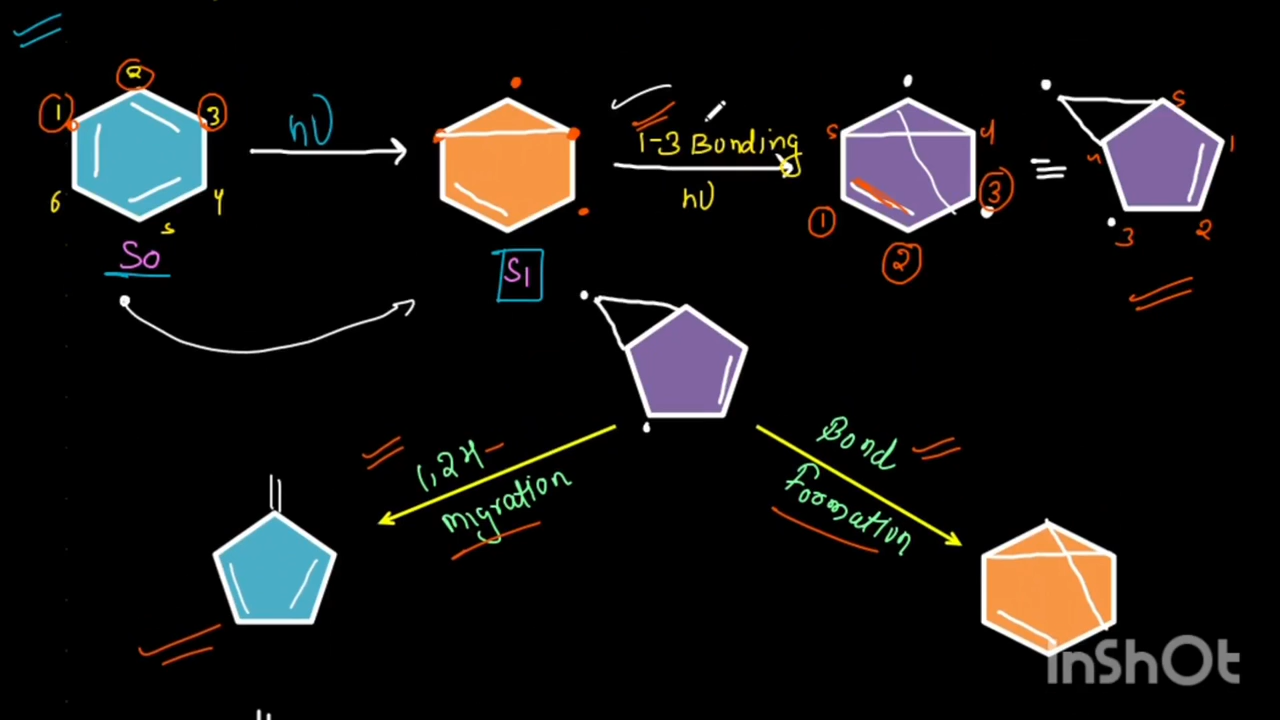 1 2 3
6 5 4
hν
S0
S1
1-3 Bonding
hν
5 4
1 2 3
=
5
4 1
3 2
1,2H-
migration
Bond
Formation
InShOt